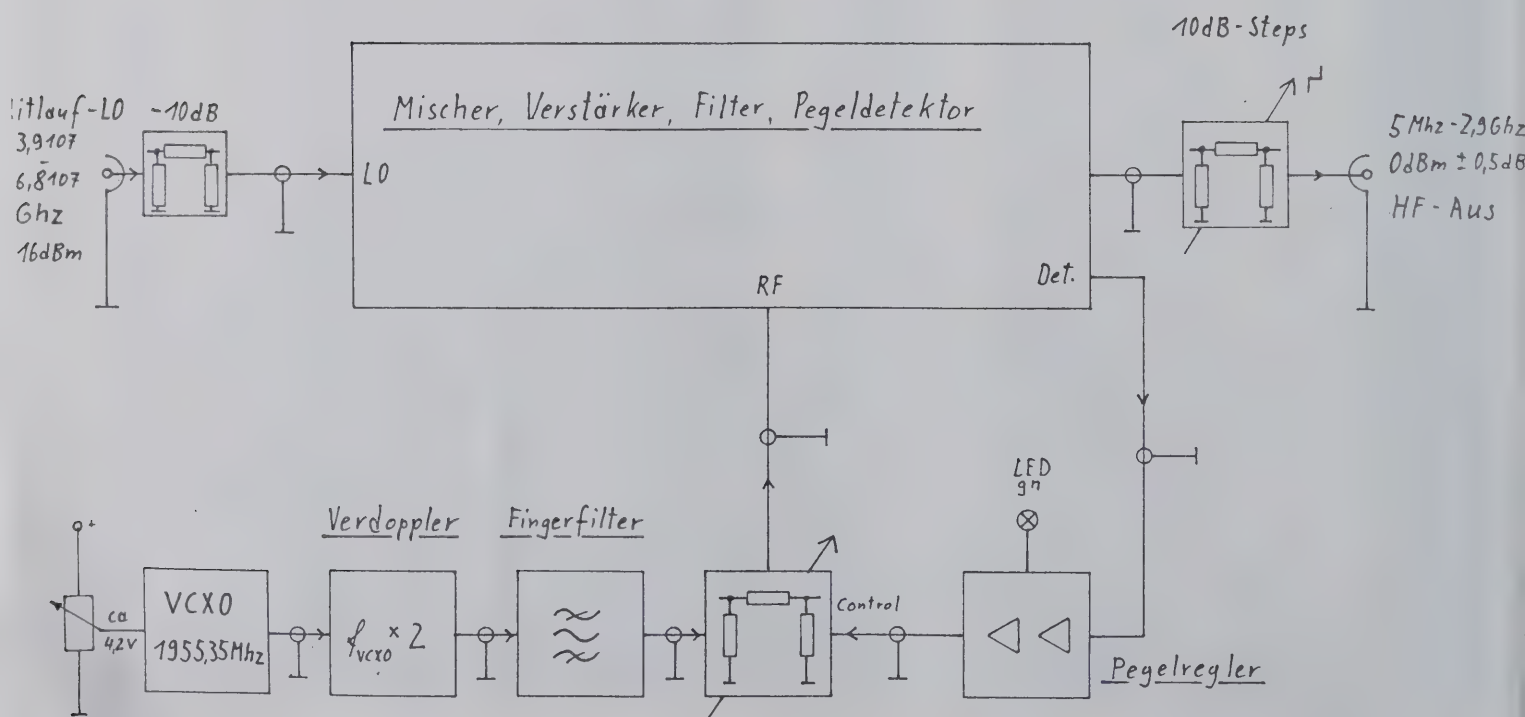 10dB-Steps
itlauf-LO
-10dB
3,9107
-
6,8107
Ghz
16dBm
Mischer, Verstärker, Filter, Pegeldetektor
LO
RF
Det.
5Mhz-2,9Ghz
0dBm ± 0,5dB
HF-Aus
LED
gn
Verdoppler
Fingerfilter
+
ca
4,2V
VCXO
1955,35Mhz
fvcxo × 2
Control
Pegelregler